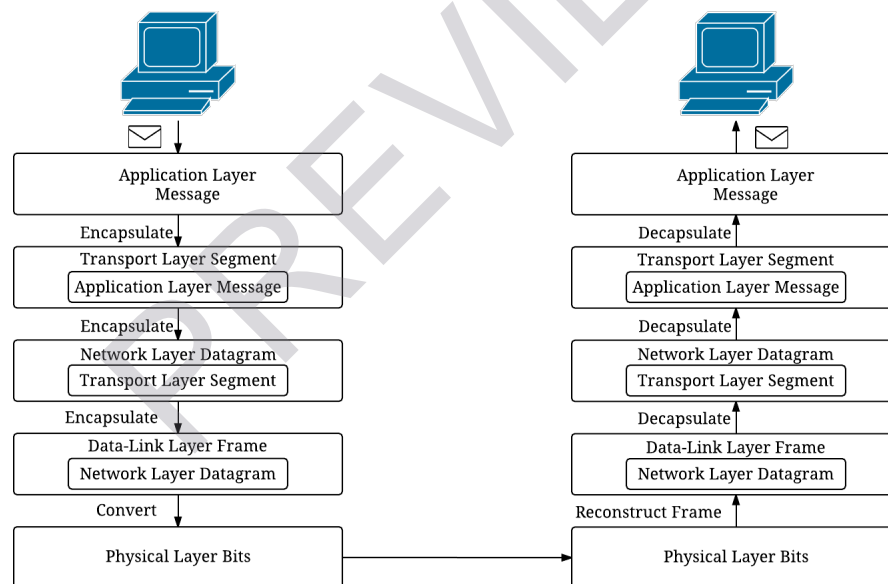 Application Layer
Message
Encapsulate
Transport Layer Segment
Application Layer Message
Encapsulate
Network Layer Datagram
Transport Layer Segment
Encapsulate
Data-Link Layer Frame
Network Layer Datagram
Convert
Physical Layer Bits
Application Layer
Message
Decapsulate
Transport Layer Segment
Application Layer Message
Decapsulate
Network Layer Datagram
Transport Layer Segment
Decapsulate
Data-Link Layer Frame
Network Layer Datagram
Reconstruct Frame
Physical Layer Bits